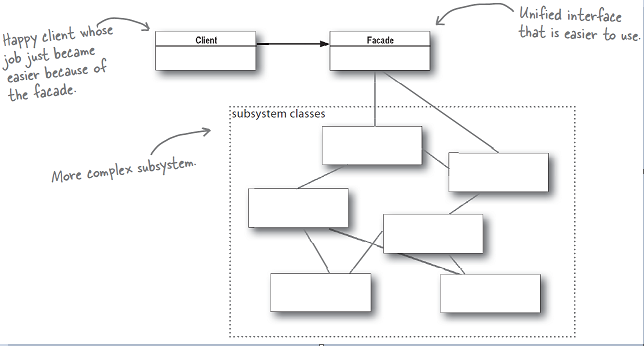 Happy client whose
job just became
easier because of
the facade.
Client
Facade
Unified interface
that is easier to use.
subsystem classes
More complex subsystem.